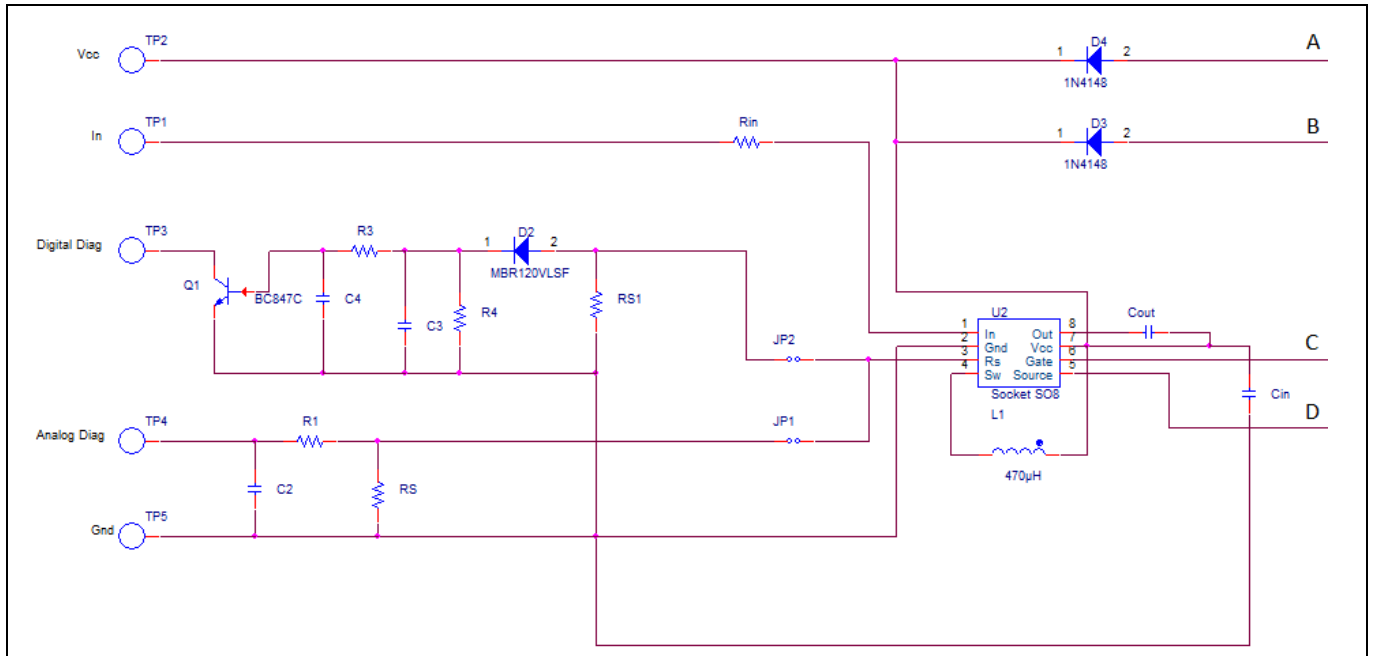 Vcc
TP2
D4
1
2
A
1N4148
In
TP1
Rin
D3
1
2
B
1N4148
Digital Diag
TP3
R3
D2
1
2
MBR120VLSF
Q1
BC847C
C4
C3
R4
RS1
JP2
U2
1
2
3
4
In
Gnd
Rs
Sw
Out
Vcc
Gate
Source
8
7
6
5
Socket SO8
Cout
C
Cin
D
L1
470µH
Analog Diag
TP4
R1
JP1
C2
RS
Gnd
TP5